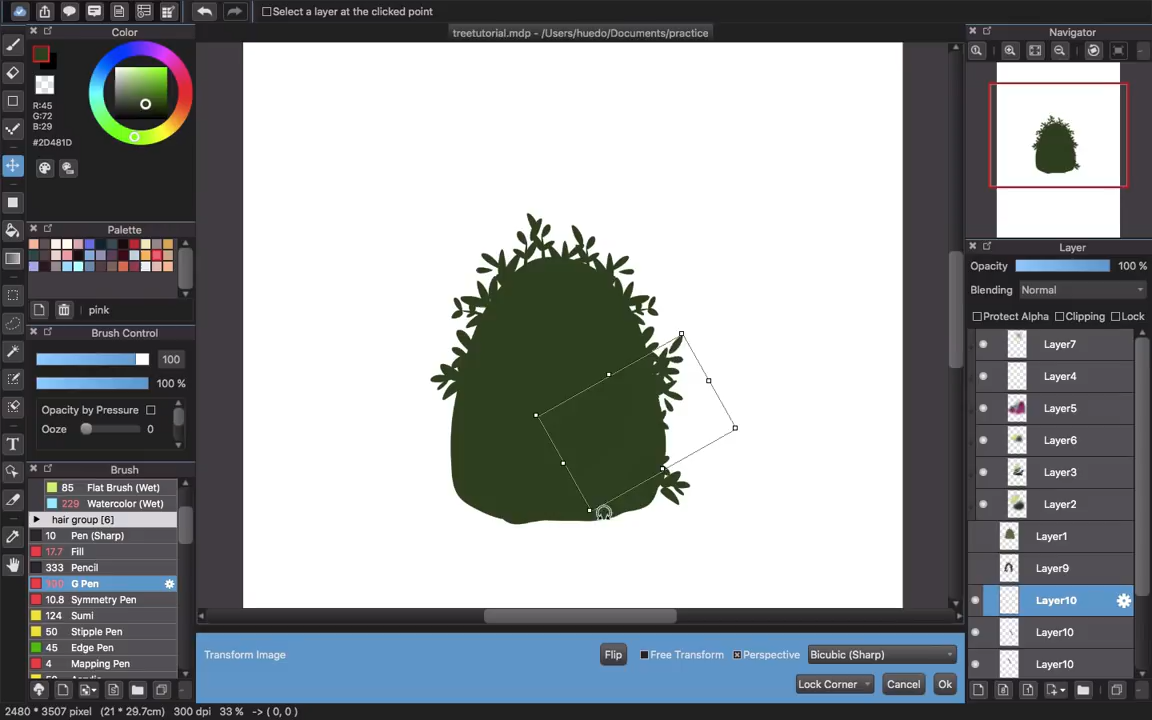 Select a layer at the clicked point
treetutorial.mdp - /Users/huedo/Documents/practice
Color
R:45
G:72
B:29
#2D481D
Palette
pink
Brush Control
100
100 %
Opacity by Pressure
Ooze 0
Brush
85 Flat Brush (Wet)
229 Watercolor (Wet)
hair group [6]
10 Pen (Sharp)
17.7 Fill
333 Pencil
G Pen
10.8 Symmetry Pen
124 Sumi
50 Stipple Pen
45 Edge Pen
4 Mapping Pen
T
Navigator
Layer
Opacity 100 %
Blending Normal
Protect Alpha Clipping Lock
Layer7
Layer4
Layer5
Layer6
Layer3
Layer2
Layer1
Layer9
Layer10
Layer10
Layer10
Transform Image Flip Free Transform Perspective Bicubic (Sharp)
Lock Corner Cancel Ok
2480 * 3507 pixel (21 * 29.7cm) 300 dpi 33 % -> ( 0, 0 )